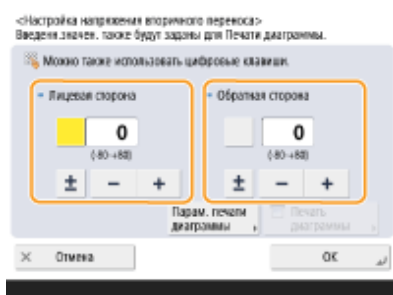 <Настройка напряжения вторичного переноса>
Введенн.значен. также будут заданы для Печати диаграммы.
Можно также использовать цифровые клавиши.
Лицевая сторона
Обратная сторона
0
0
(-80-+80)
(-80-+80)
± − +
± − +
Парам. печати диаграммы
Печать диаграммы
× Отмена
OK